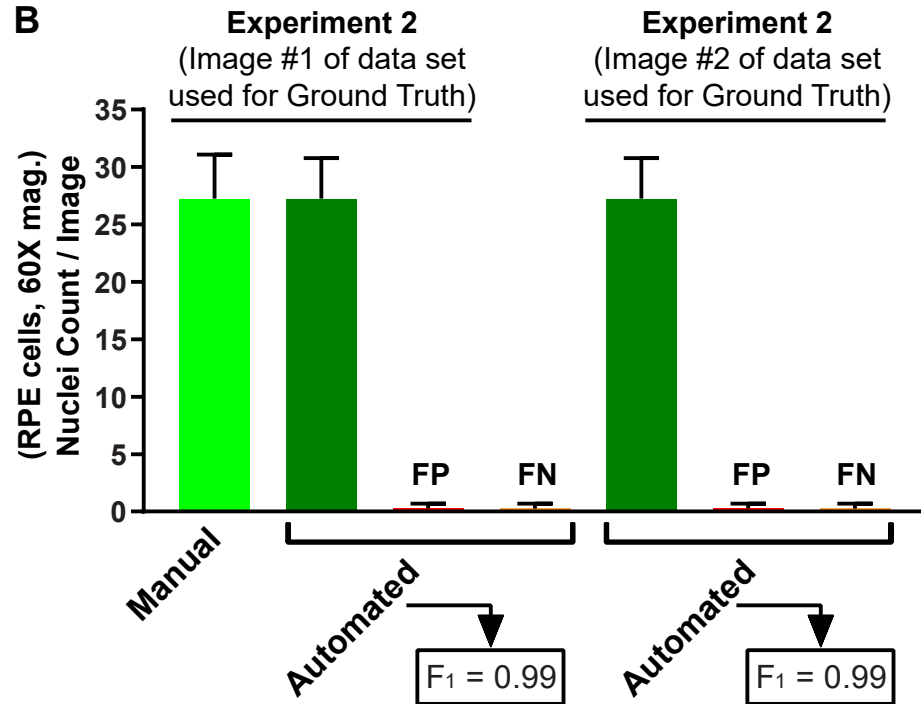 B
Experiment 2
(Image #1 of data set
used for Ground Truth)
Experiment 2
(Image #2 of data set
used for Ground Truth)
(RPE cells, 60X mag.)
Nuclei Count / Image
35
30
25
20
15
10
5
0
FP
FN
FP
FN
Manual
Automated
Automated
F₁ = 0.99
F₁ = 0.99